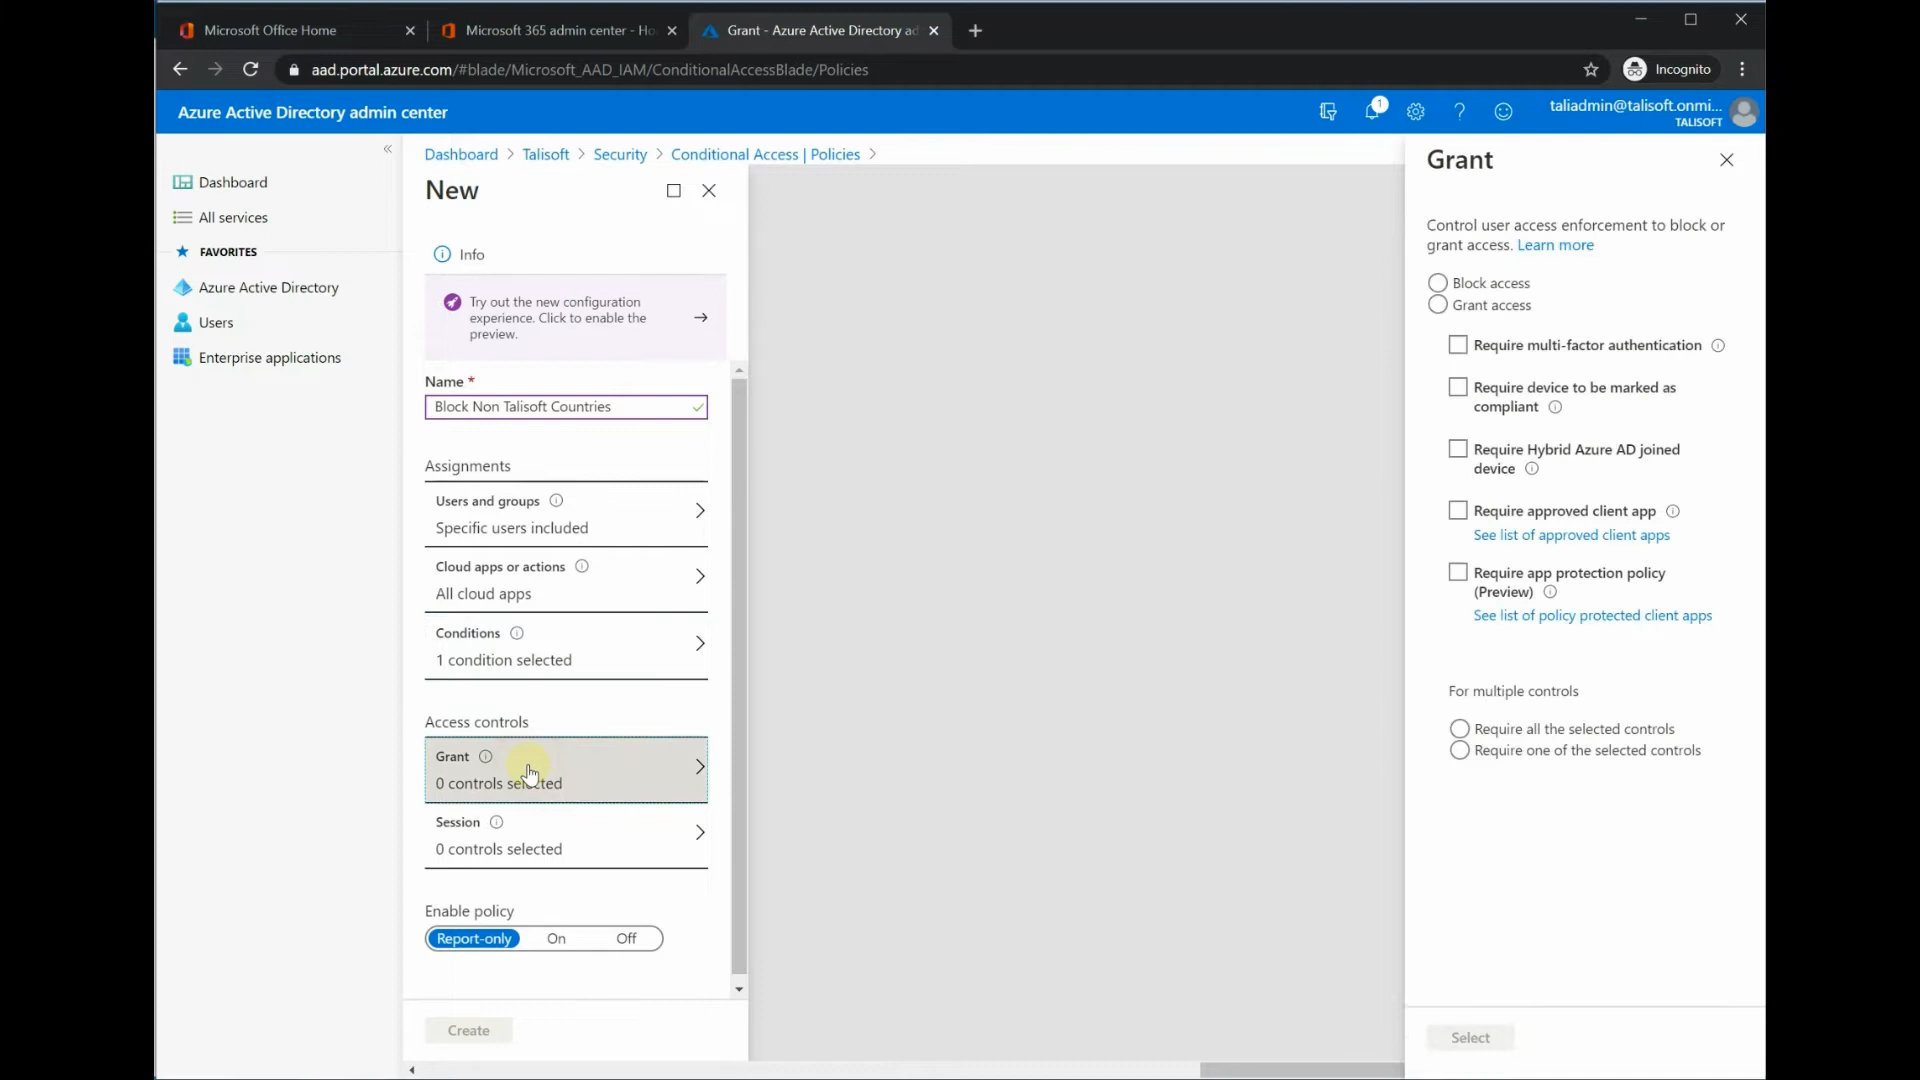 Microsoft Office Home
Microsoft 365 admin center - Ho
Grant - Azure Active Directory ad
aad.portal.azure.com/#blade/Microsoft_AAD_IAM/ConditionalAccessBlade/Policies
Incognito
Azure Active Directory admin center
1
taliadmin@talisoft.onmi...
TALISOFT
Dashboard
All services
FAVORITES
Azure Active Directory
Users
Enterprise applications
Dashboard > Talisoft > Security > Conditional Access | Policies >
New
Info
Try out the new configuration
experience. Click to enable the
preview.
Name *
Block Non Talisoft Countries
Assignments
Users and groups
Specific users included
Cloud apps or actions
All cloud apps
Conditions
1 condition selected
Access controls
Grant
0 controls selected
Session
0 controls selected
Enable policy
Report-only On Off
Create
Grant
Control user access enforcement to block or
grant access. Learn more
Block access
Grant access
Require multi-factor authentication
Require device to be marked as
compliant
Require Hybrid Azure AD joined
device
Require approved client app
See list of approved client apps
Require app protection policy
(Preview)
See list of policy protected client apps
For multiple controls
Require all the selected controls
Require one of the selected controls
Select